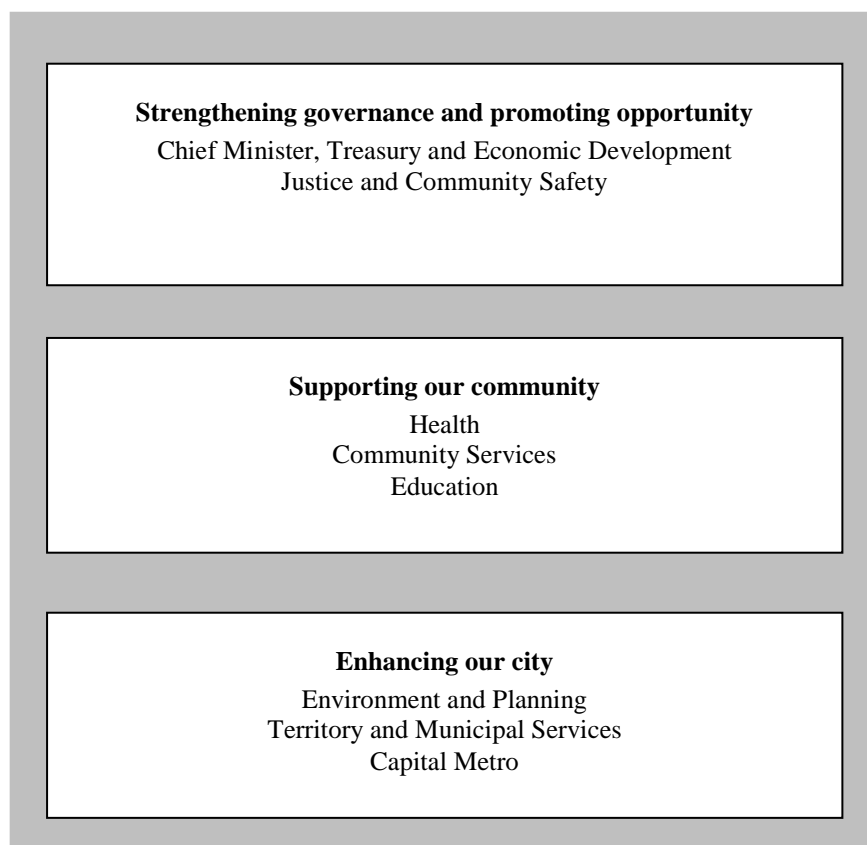 Strengthening governance and promoting opportunity
Chief Minister, Treasury and Economic Development
Justice and Community Safety
Supporting our community
Health
Community Services
Education
Enhancing our city
Environment and Planning
Territory and Municipal Services
Capital Metro